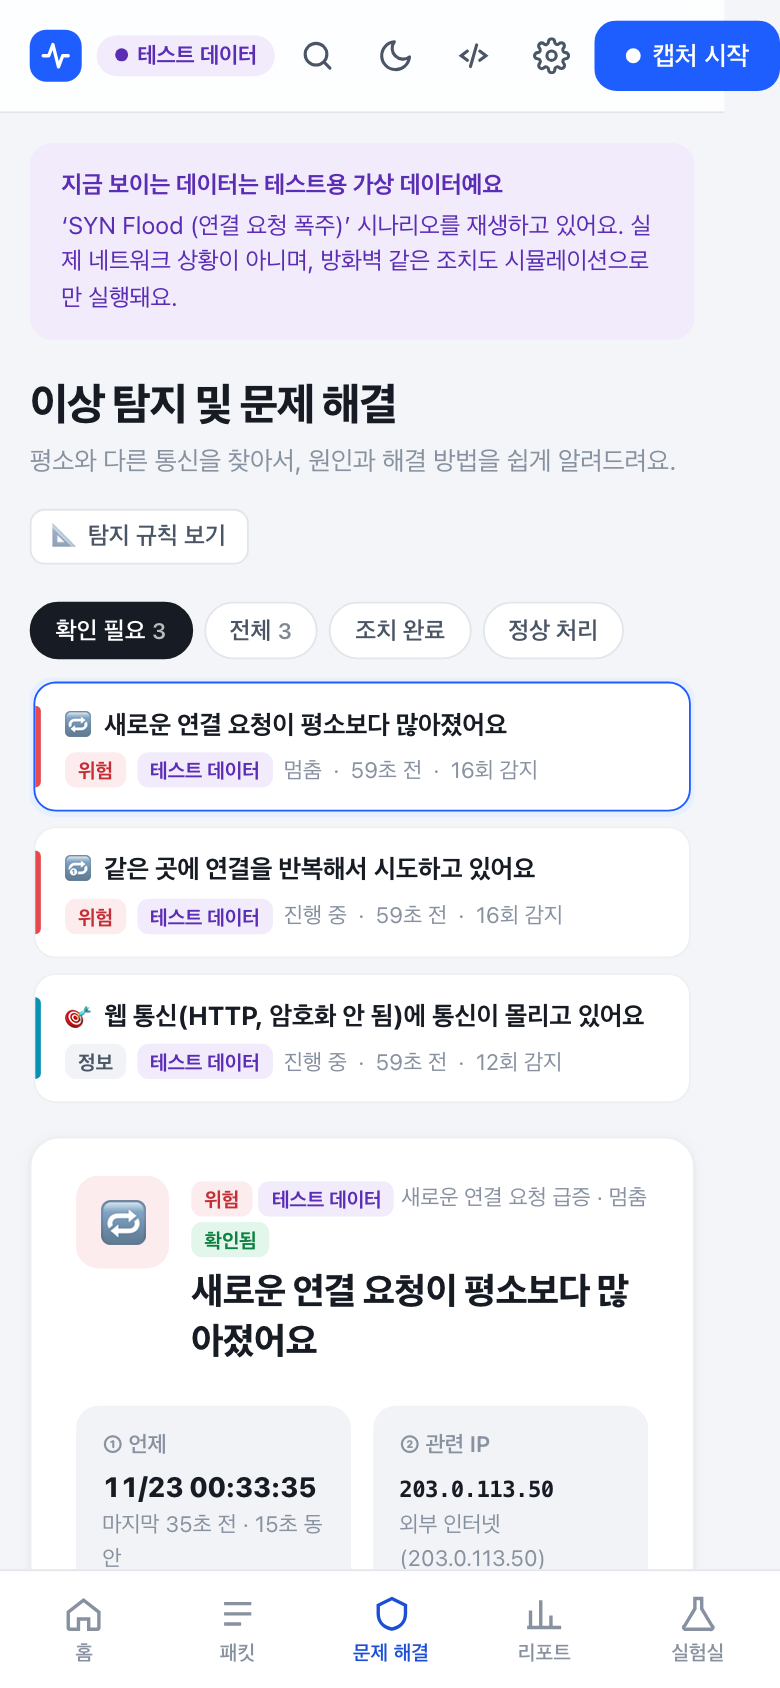 테스트 데이터
캡처 시작
지금 보이는 데이터는 테스트용 가상 데이터예요
‘SYN Flood (연결 요청 폭주)’ 시나리오를 재생하고 있어요. 실
제 네트워크 상황이 아니며, 방화벽 같은 조치도 시뮬레이션으로
만 실행돼요.
이상 탐지 및 문제 해결
평소와 다른 통신을 찾아서, 원인과 해결 방법을 쉽게 알려드려요.
탐지 규칙 보기
확인 필요 3 전체 3 조치 완료 정상 처리
새로운 연결 요청이 평소보다 많아졌어요
위험 테스트 데이터 멈춤 · 59초 전 · 16회 감지
같은 곳에 연결을 반복해서 시도하고 있어요
위험 테스트 데이터 진행 중 · 59초 전 · 16회 감지
웹 통신(HTTP, 암호화 안 됨)에 통신이 몰리고 있어요
정보 테스트 데이터 진행 중 · 59초 전 · 12회 감지
위험 테스트 데이터 새로운 연결 요청 급증 · 멈춤
확인됨
새로운 연결 요청이 평소보다 많
아졌어요
① 언제
11/23 00:33:35
마지막 35초 전 · 15초 동
안
② 관련 IP
203.0.113.50
외부 인터넷
(203.0.113.50)
홈 패킷 문제 해결 리포트 실험실